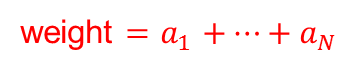 weight = a₁ + ⋯ + a_N